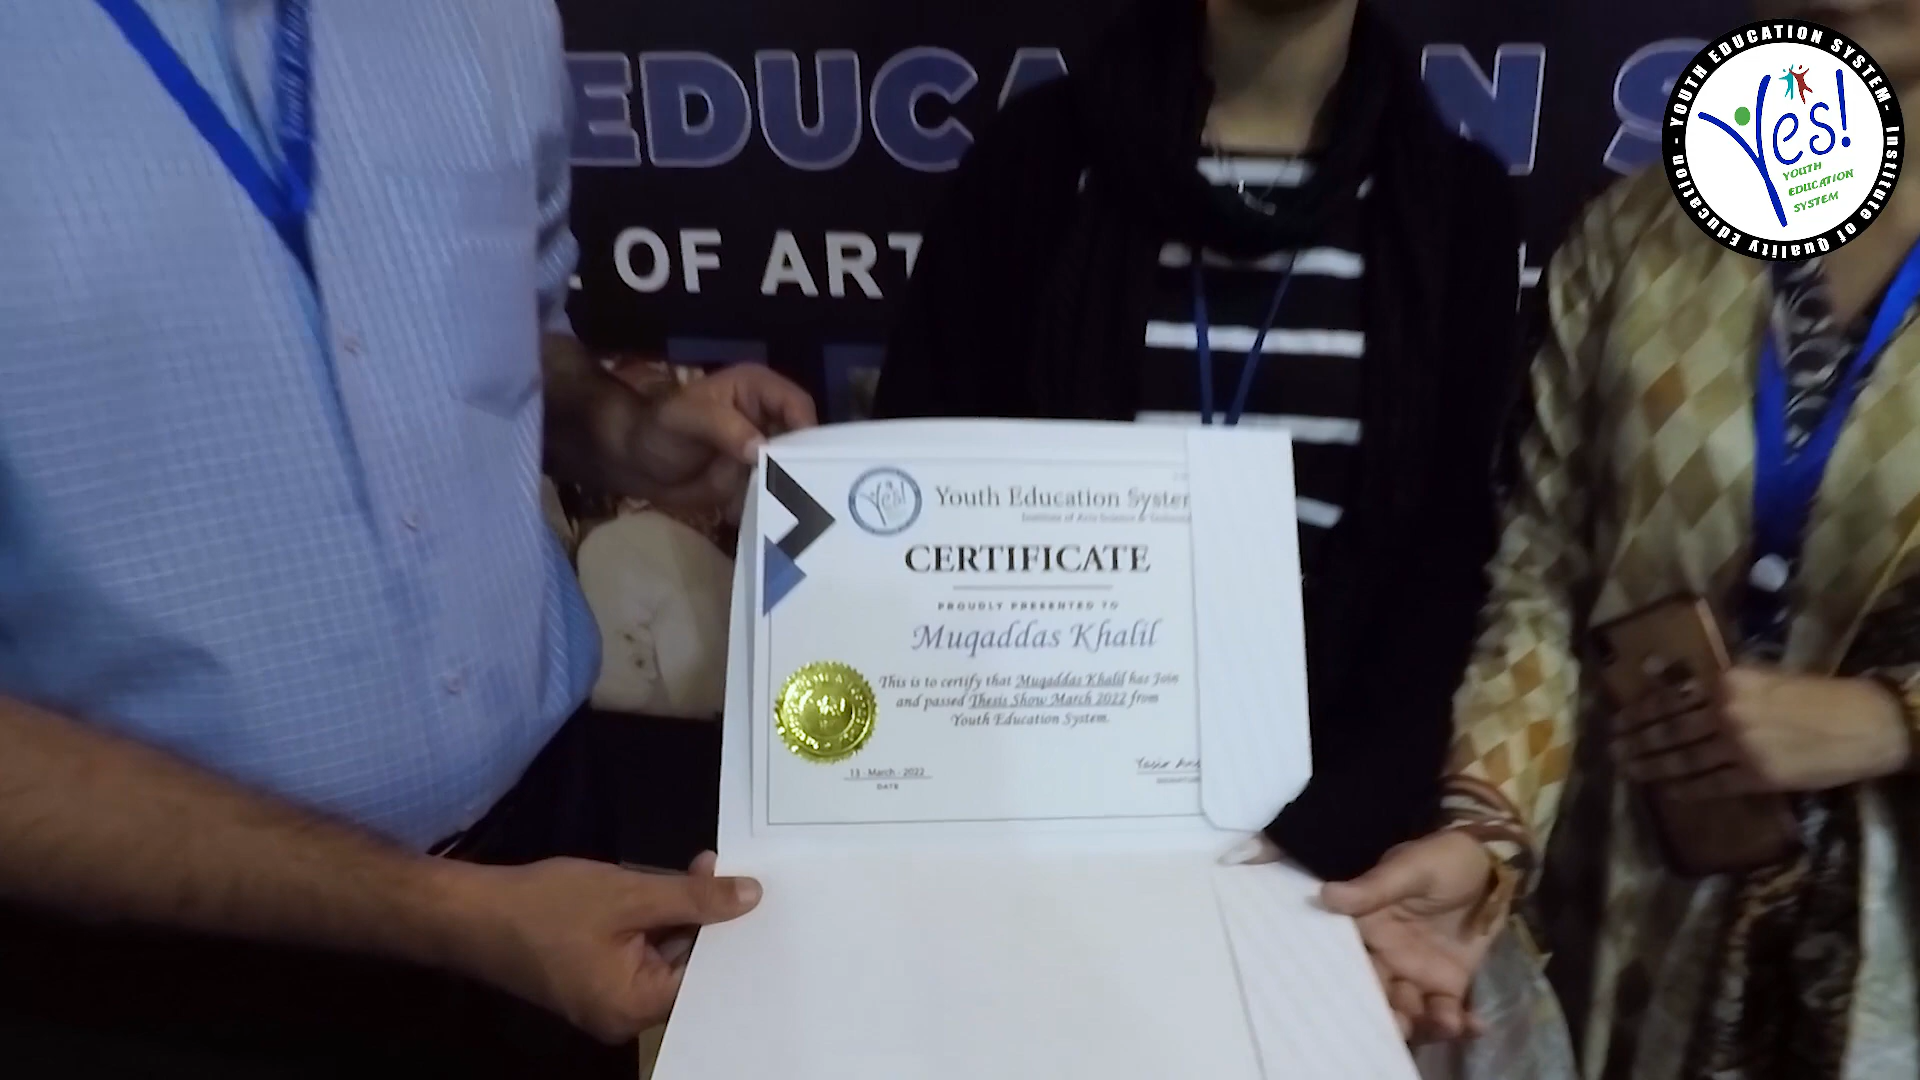 EDUC
N S
OF ART
YOUTH EDUCATION SYSTEM
Institute of Quality Education
Yes!
YOUTH
EDUCATION
SYSTEM
Yes!
Youth Education System
CERTIFICATE
PROUDLY PRESENTED TO
Muqaddas Khalil
This is to certify that Muqaddas Khalil has Join
and passed Thesis Show March 2022 from
Youth Education System.
13 - March - 2022
DATE